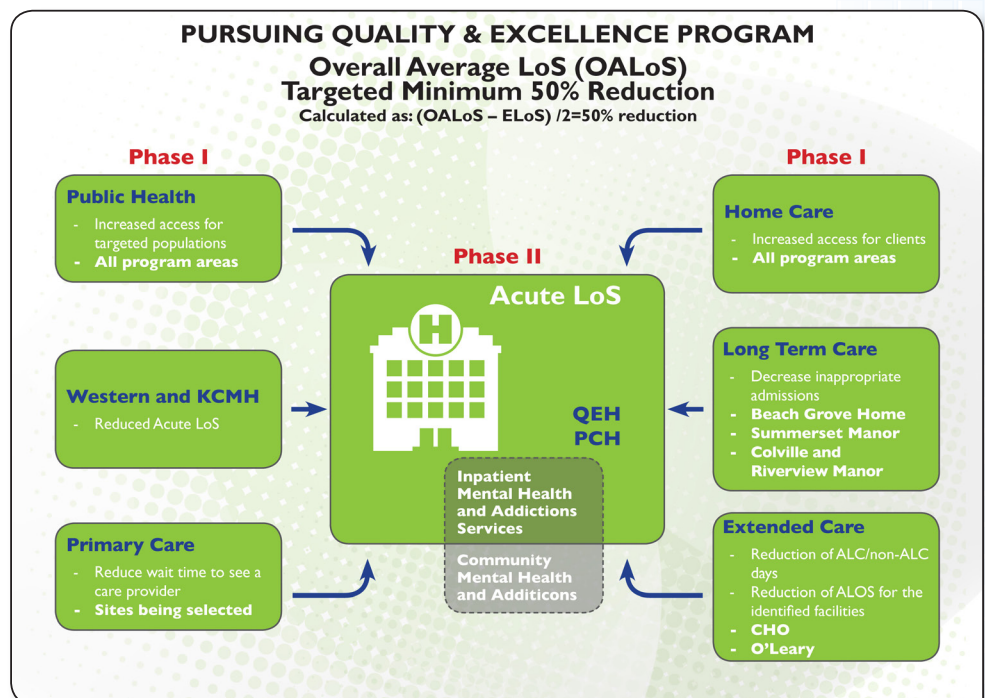 PURSUING QUALITY & EXCELLENCE PROGRAM
Overall Average LoS (OALoS)
Targeted Minimum 50% Reduction
Calculated as: (OALoS – ELoS) /2=50% reduction
Phase I
Public Health
- Increased access for
targeted populations
- All program areas
Western and KCMH
- Reduced Acute LoS
Primary Care
- Reduce wait time to see a
care provider
- Sites being selected
Phase II
Acute LoS
H
QEH
PCH
Inpatient
Mental Health
and Addictions
Services
Community
Mental Health
and Additicons
Phase I
Home Care
- Increased access for clients
- All program areas
Long Term Care
- Decrease inappropriate
admissions
- Beach Grove Home
- Summerset Manor
- Colville and
Riverview Manor
Extended Care
- Reduction of ALC/non-ALC
days
- Reduction of ALOS for the
identified facilities
- CHO
- O'Leary